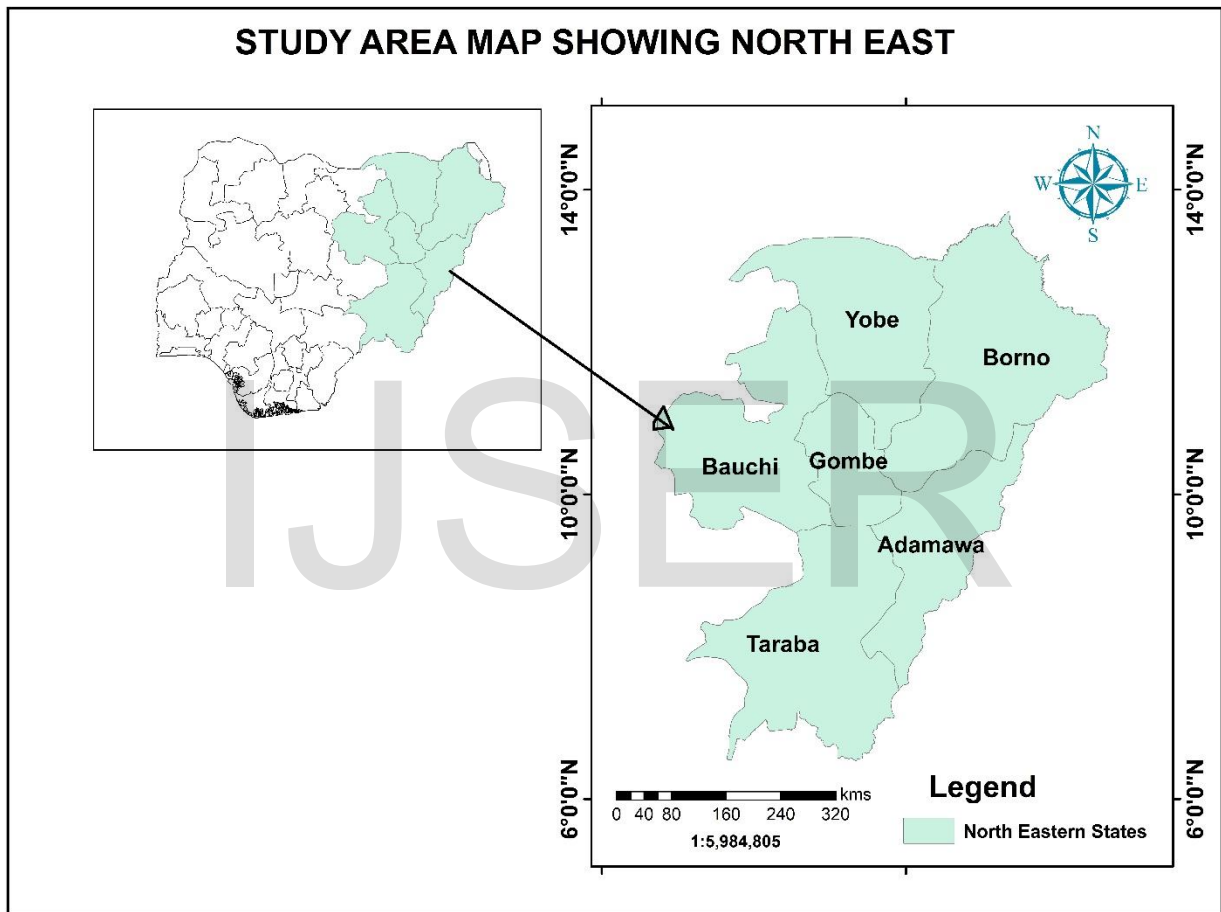 STUDY AREA MAP SHOWING NORTH EAST
N
W E
S
14°0'0"N
14°0'0"N
Yobe
Borno
Bauchi
Gombe
10°0'0"N
10°0'0"N
Adamawa
Taraba
6°0'0"N
6°0'0"N
kms
0 40 80 160 240 320
1:5,984,805
Legend
North Eastern States
IJSER